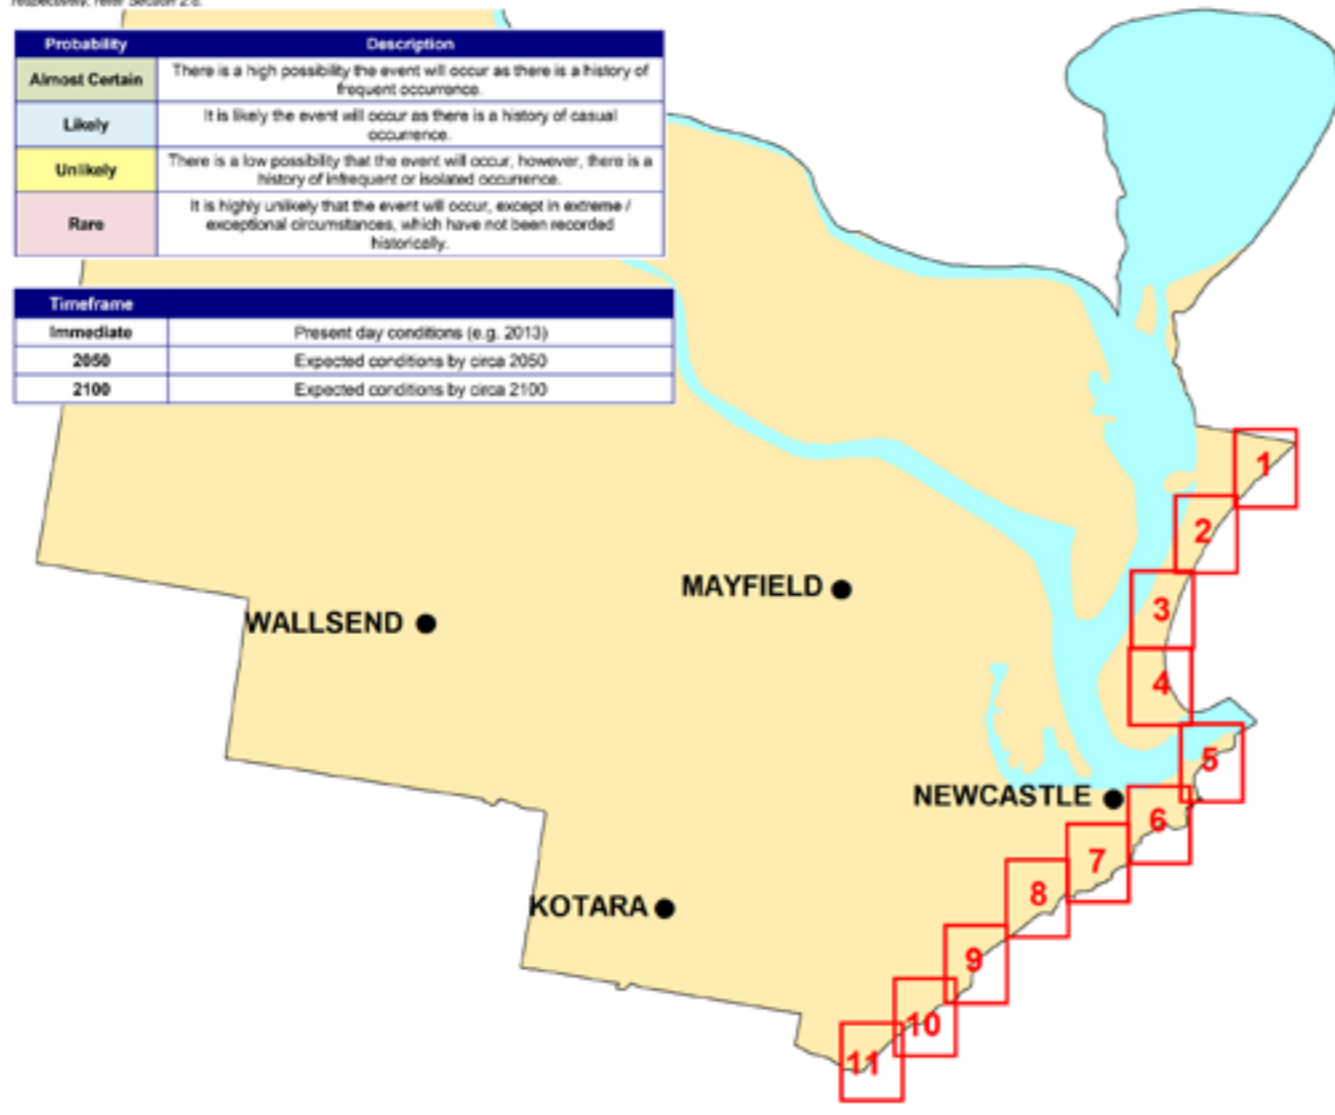 respectively, refer Section 2.8.
Probability Description
Almost Certain There is a high possibility the event will occur as there is a history of
frequent occurrence.
Likely It is likely the event will occur as there is a history of casual
occurrence.
Unlikely There is a low possibility that the event will occur, however, there is a
history of infrequent or isolated occurrence.
Rare It is highly unlikely that the event will occur, except in extreme /
exceptional circumstances, which have not been recorded
historically.
Timeframe
Immediate Present day conditions (e.g. 2013)
2050 Expected conditions by circa 2050
2100 Expected conditions by circa 2100
1
2
MAYFIELD
3
WALLSEND
4
5
NEWCASTLE
6
7
8
KOTARA
9
10
11